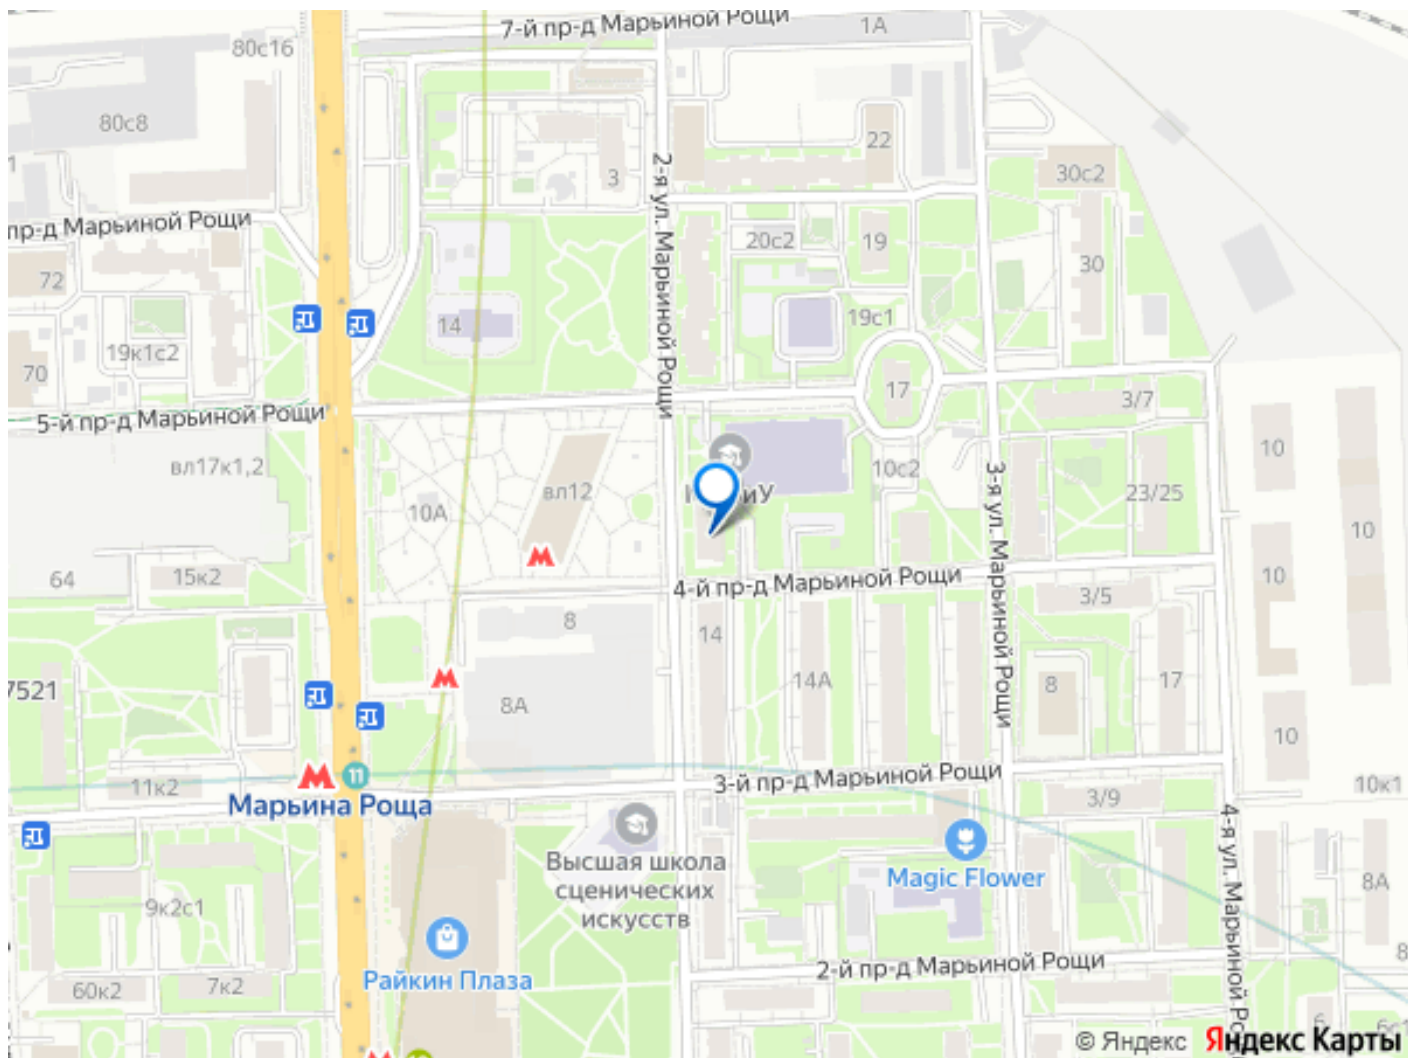 7-й пр-д Марьиной Рощи
1А
80с16
80с8
22
2-я ул. Марьиной Рощи
3
30с2
пр-д Марьиной Рощи
20с2
19
30
72
19с1
14
19к1с2
70
17
3/7
5-й пр-д Марьиной Рощи
10
вл17к1,2
10с2
вл12
23/25
10А
3-я ул. Марьиной Рощи
10
64
15к2
4-й пр-д Марьиной Рощи
10
3/5
8
14
7521
14А
8
17
8А
10
11
11к2
3-й пр-д Марьиной Рощи
10к1
Марьина Роща
3/9
4-я ул. Марьиной
Высшая школа
сценических
искусств
Magic Flower
8А
9к2с1
Райкин Плаза
2-й пр-д Марьиной Рощи
60к2
7к2
6
6с1
© Яндекс Яндекс Карты